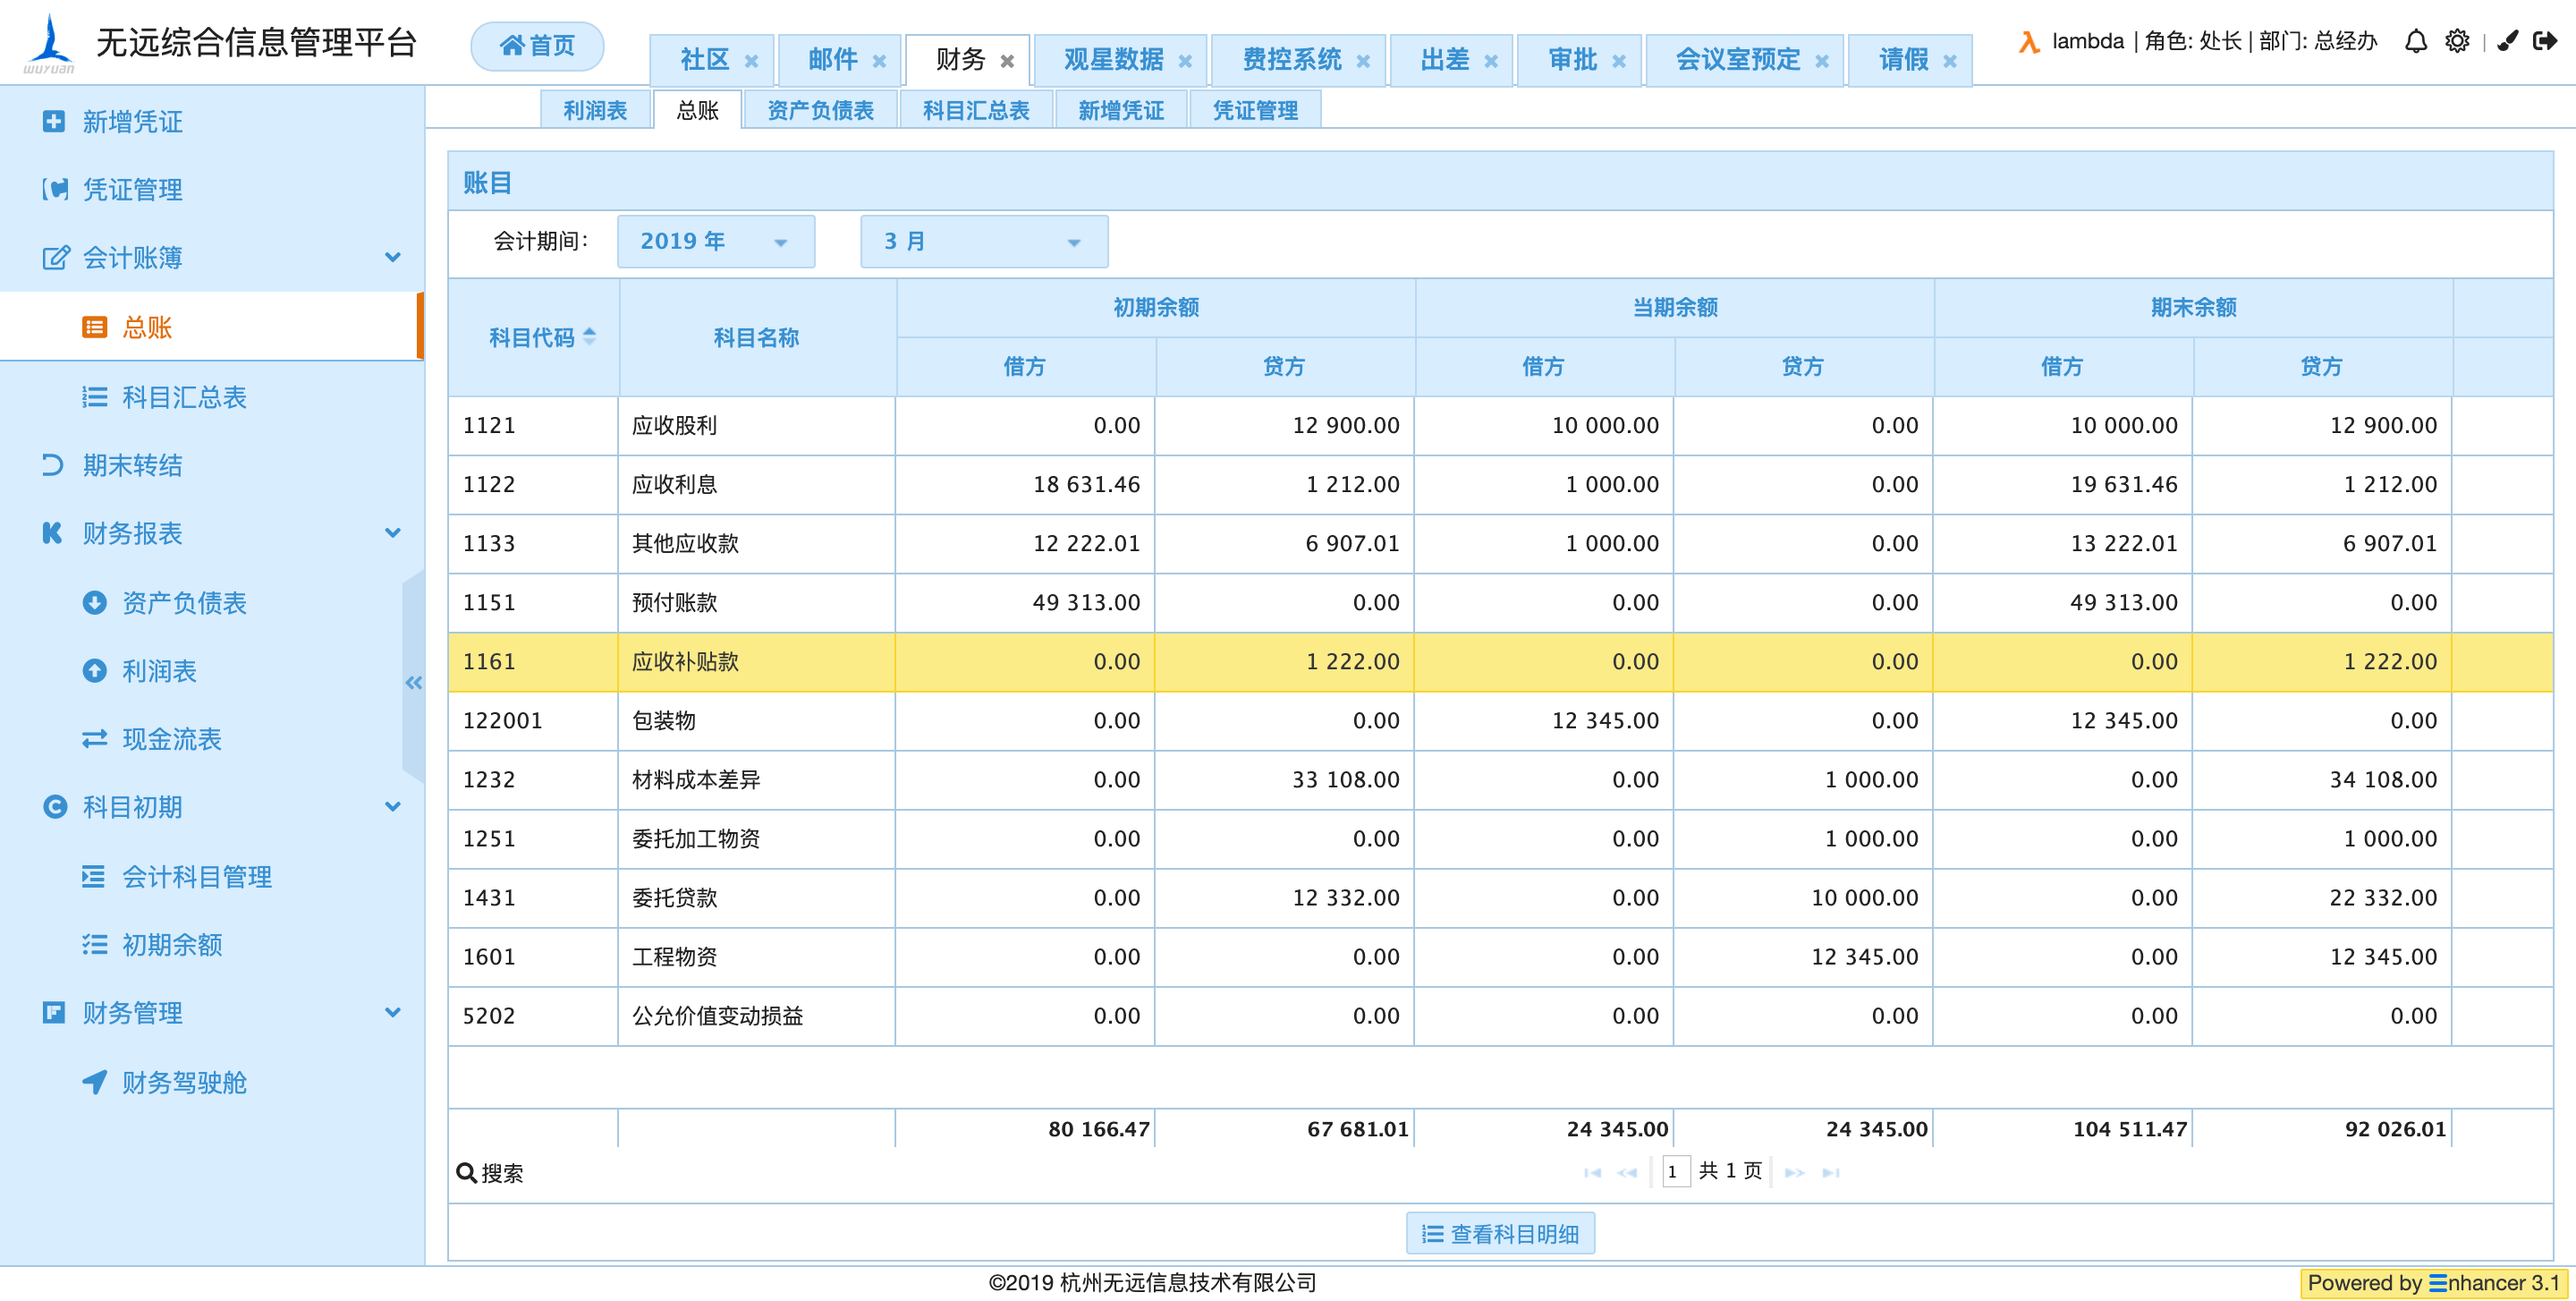 wuyuan
无远综合信息管理平台
首页
社区 邮件 财务 观星数据 费控系统 出差 审批 会议室预定 请假
lambda | 角色: 处长 | 部门: 总经办
利润表 总账 资产负债表 科目汇总表 新增凭证 凭证管理
新增凭证
凭证管理
会计账簿
总账
科目汇总表
期末转结
财务报表
资产负债表
利润表
现金流表
科目初期
会计科目管理
初期余额
财务管理
财务驾驶舱
账目
会计期间: 2019 年 3 月
科目代码 科目名称 初期余额 当期余额 期末余额
借方 贷方 借方 贷方 借方 贷方
1121 应收股利 0.00 12 900.00 10 000.00 0.00 10 000.00 12 900.00
1122 应收利息 18 631.46 1 212.00 1 000.00 0.00 19 631.46 1 212.00
1133 其他应收款 12 222.01 6 907.01 1 000.00 0.00 13 222.01 6 907.01
1151 预付账款 49 313.00 0.00 0.00 0.00 49 313.00 0.00
1161 应收补贴款 0.00 1 222.00 0.00 0.00 0.00 1 222.00
122001 包装物 0.00 0.00 12 345.00 0.00 12 345.00 0.00
1232 材料成本差异 0.00 33 108.00 0.00 1 000.00 0.00 34 108.00
1251 委托加工物资 0.00 0.00 0.00 1 000.00 0.00 1 000.00
1431 委托贷款 0.00 12 332.00 0.00 10 000.00 0.00 22 332.00
1601 工程物资 0.00 0.00 0.00 12 345.00 0.00 12 345.00
5202 公允价值变动损益 0.00 0.00 0.00 0.00 0.00 0.00
80 166.47 67 681.01 24 345.00 24 345.00 104 511.47 92 026.01
搜索
1 共 1 页
查看科目明细
©2019 杭州无远信息技术有限公司
Powered by Enhancer 3.1